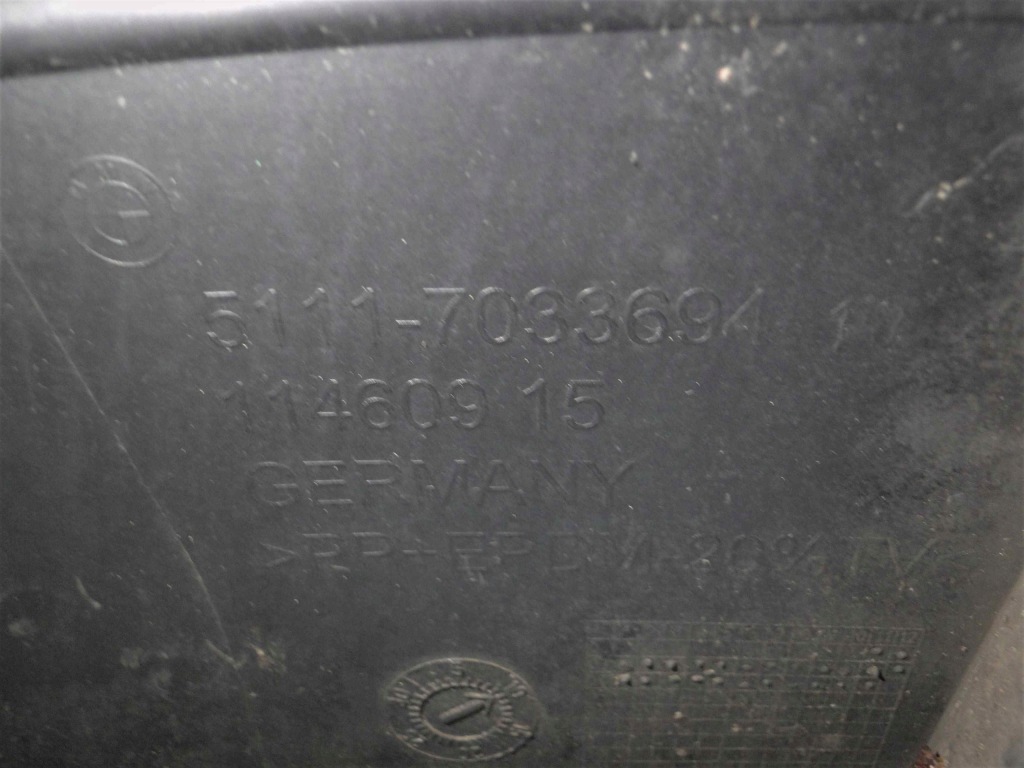 5111-7033694
114609 15
GERMANY
>PP+EPDM-20%TV